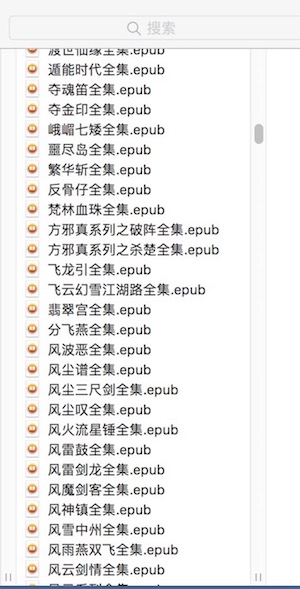 搜索
渡世仙缘全集.epub
遁能时代全集.epub
夺魂笛全集.epub
夺金印全集.epub
峨嵋七矮全集.epub
噩尽岛全集.epub
繁华斩全集.epub
反骨仔全集.epub
梵林血珠全集.epub
方邪真系列之破阵全集.epub
方邪真系列之杀楚全集.epub
飞龙引全集.epub
飞云幻雪江湖路全集.epub
翡翠宫全集.epub
分飞燕全集.epub
风波恶全集.epub
风尘谱全集.epub
风尘三尺剑全集.epub
风尘叹全集.epub
风火流星锤全集.epub
风雷鼓全集.epub
风雷剑龙全集.epub
风魔剑客全集.epub
风神镇全集.epub
风雪中州全集.epub
风雨燕双飞全集.epub
风云剑情全集.epub